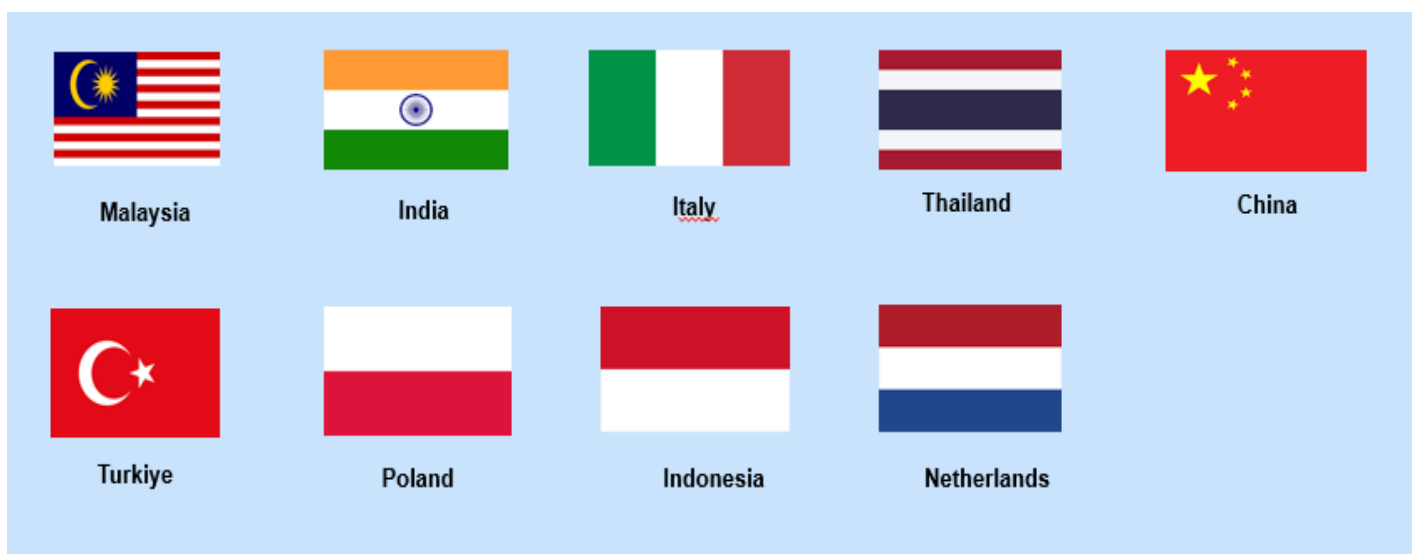 Malaysia
India
Italy
Thailand
China
Turkiye
Poland
Indonesia
Netherlands